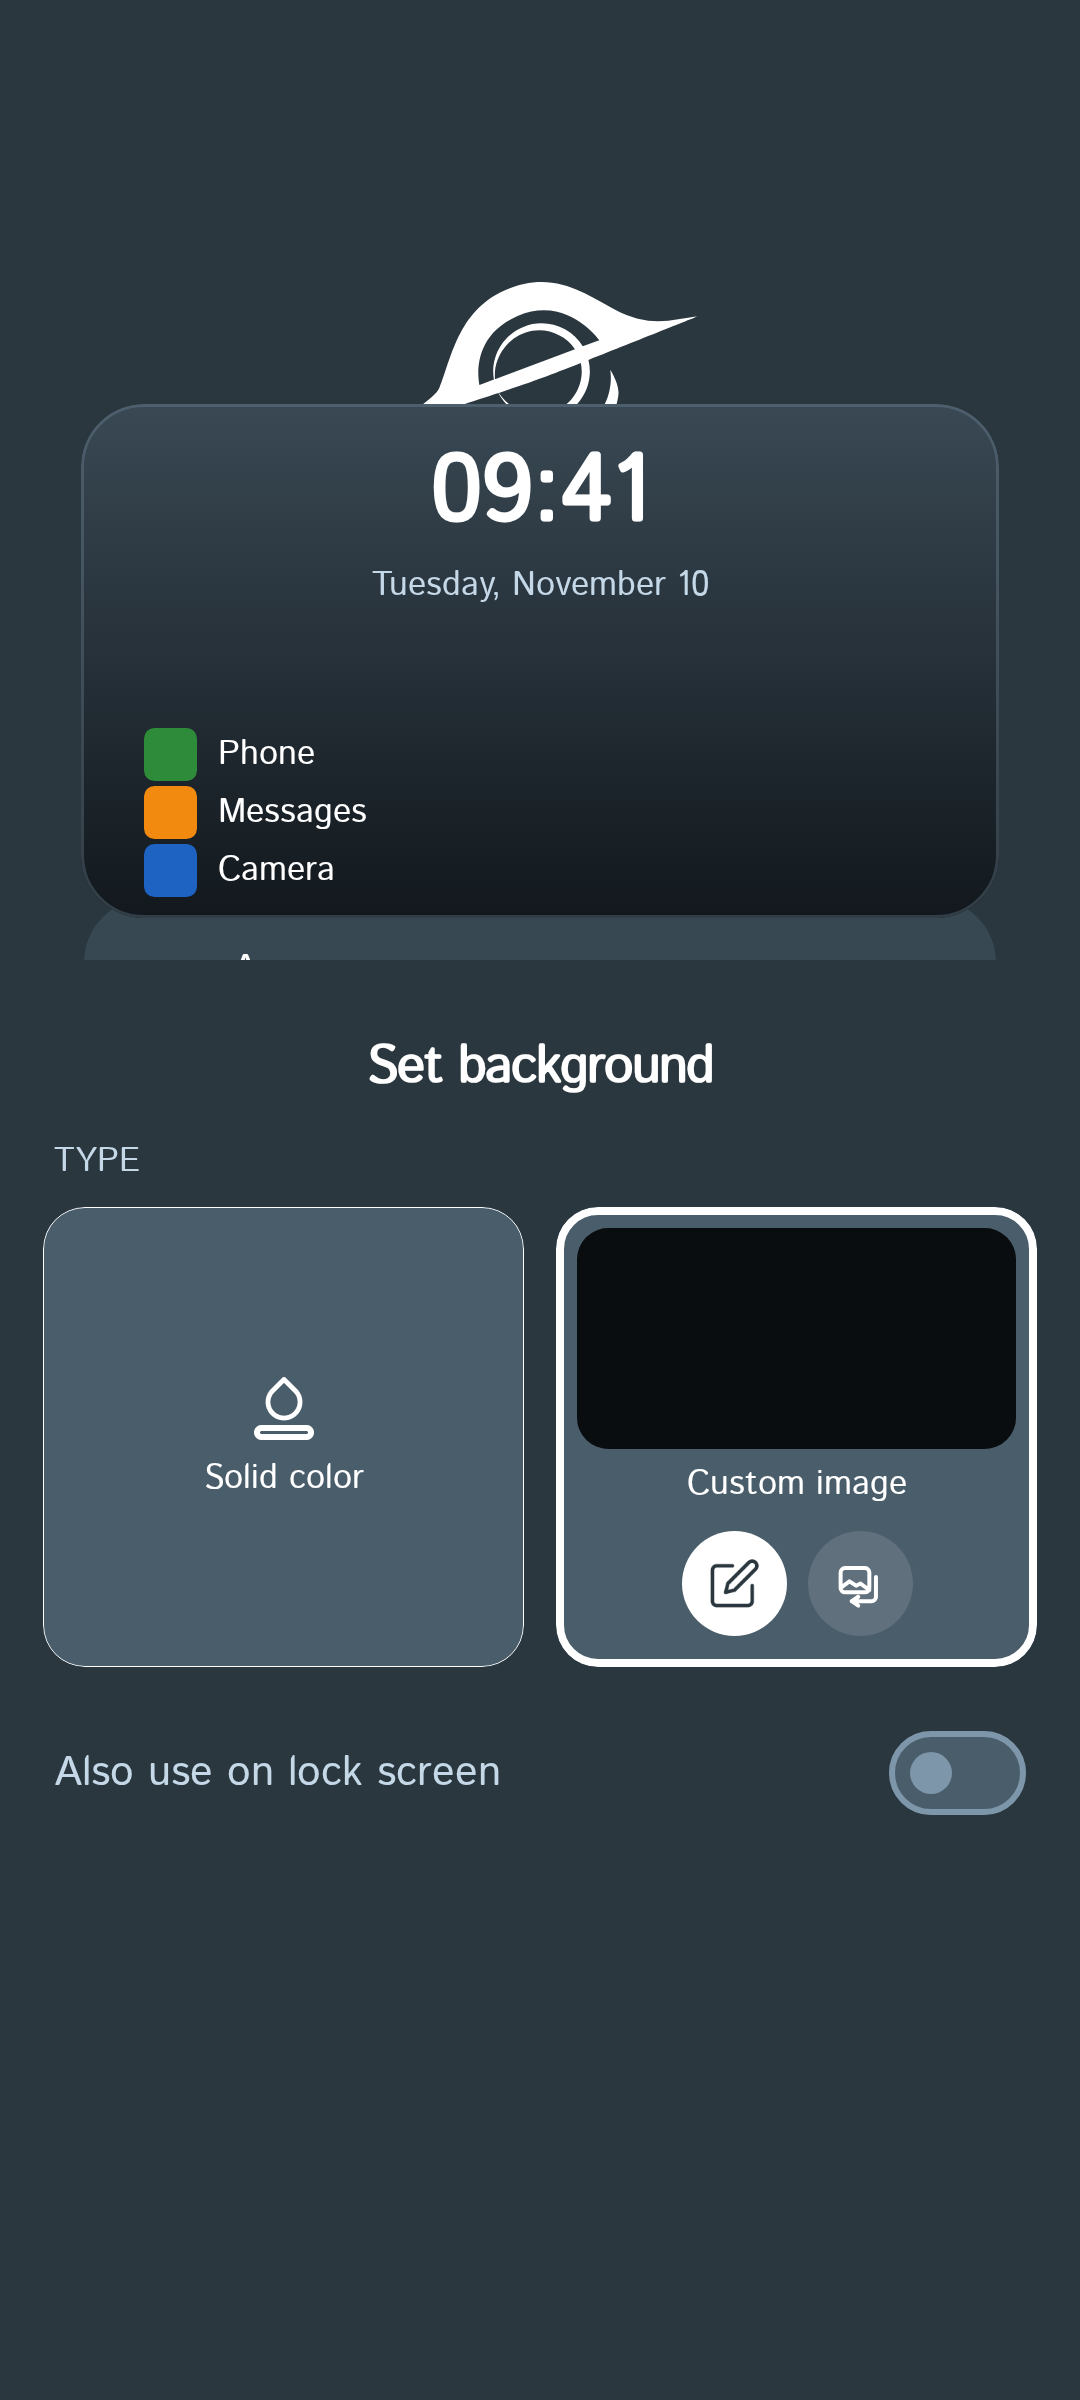 09:41
Tuesday, November 10
Phone
Messages
Camera
Set background
TYPE
Solid color
Custom image
Also use on lock screen